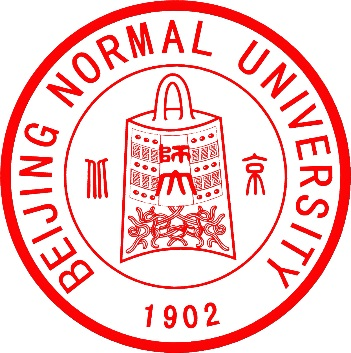 BEIJING NORMAL UNIVERSITY
京
師大
北
1902